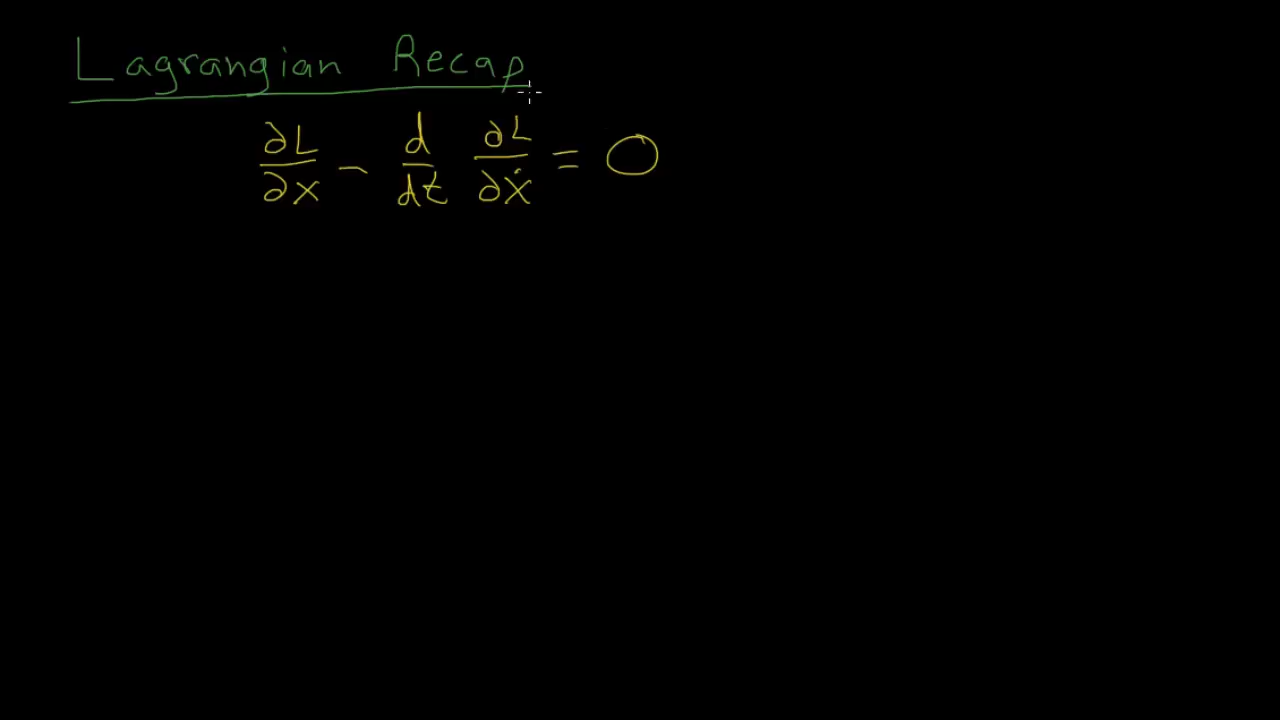 Lagrangian Recap
∂L/∂x - d/dt ∂L/∂ẋ = 0